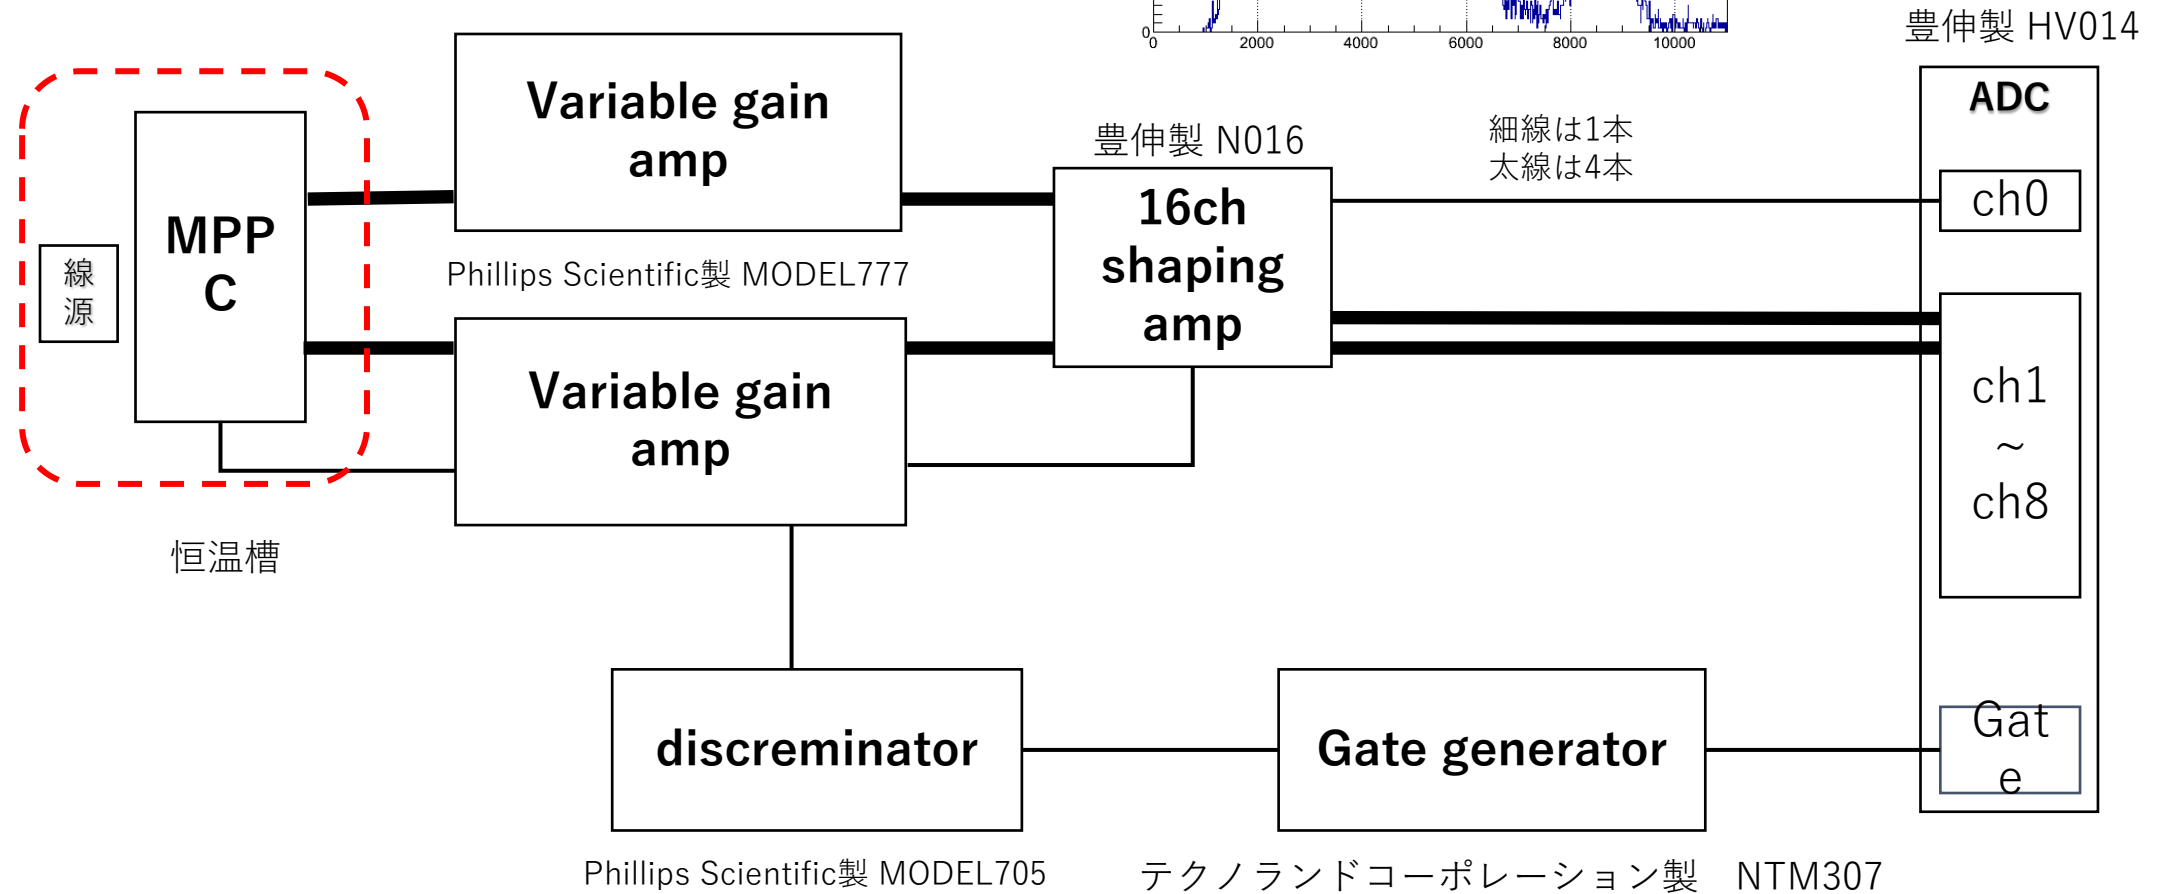 0
0 2000 4000 6000 8000 10000
豊伸製 HV014
ADC
Variable gain
amp
豊伸製 N016
細線は1本
太線は4本
MPP
C
線
源
16ch
shaping
amp
ch0
Phillips Scientific製 MODEL777
Variable gain
amp
ch1
~
ch8
恒温槽
discreminator
Gate generator
Gat
e
Phillips Scientific製 MODEL705
テクノランドコーポレーション製 NTM307